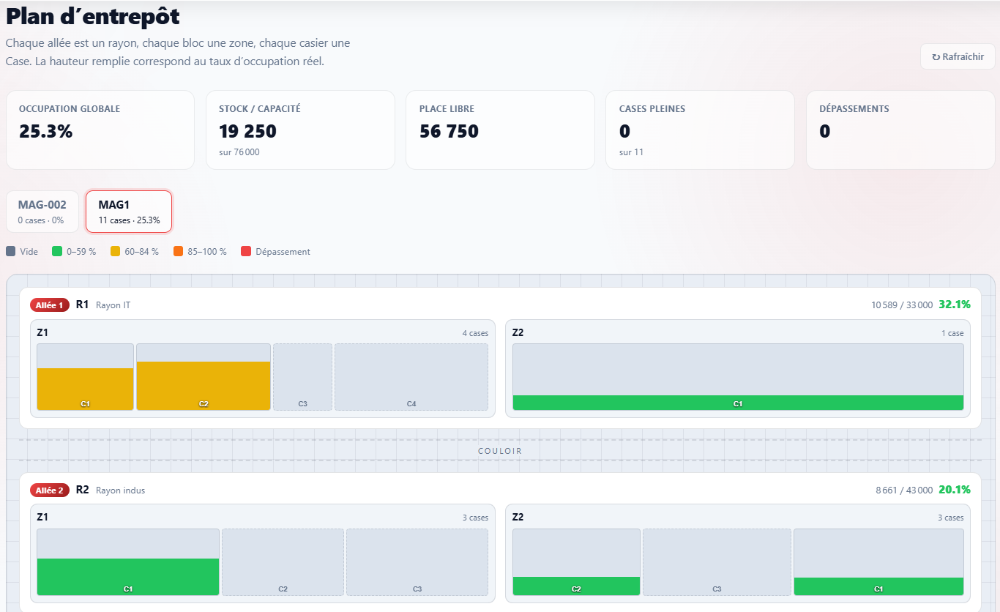 Plan d´entrepôt
Chaque allée est un rayon, chaque bloc une zone, chaque casier une
Case. La hauteur remplie correspond au taux d'occupation réel.
↻ Rafraîchir
OCCUPATION GLOBALE
25.3%
STOCK / CAPACITÉ
19 250
sur 76 000
PLACE LIBRE
56 750
CASES PLEINES
0
sur 11
DÉPASSEMENTS
0
MAG-002
0 cases · 0%
MAG1
11 cases · 25.3%
Vide
0–59 %
60–84 %
85–100 %
Dépassement
Allée 1 R1 Rayon IT
10 589 / 33 000 32.1%
Z1 4 cases
C1 C2 C3 C4
Z2 1 case
C1
COULOIR
Allée 2 R2 Rayon indus
8 661 / 43 000 20.1%
Z1 3 cases
C1 C2 C3
Z2 3 cases
C2 C3 C1